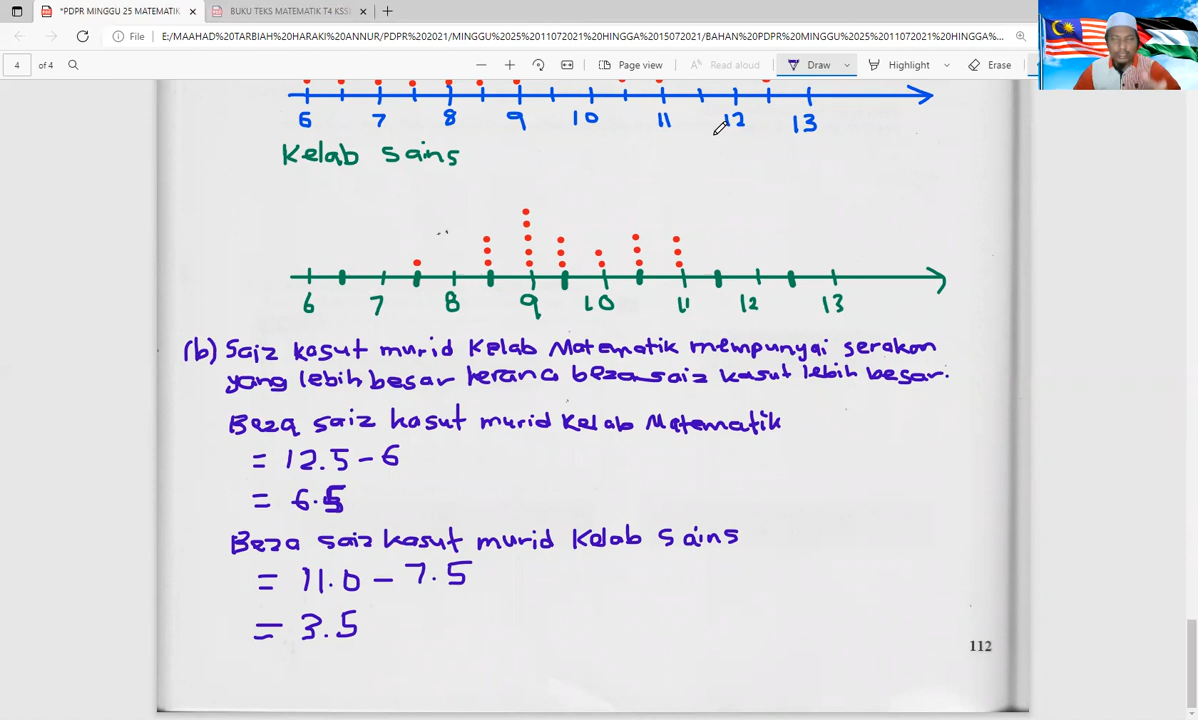 *PDPR MINGGU 25 MATEMATIK
BUKU TEKS MATEMATIK T4 KSSI
File
E:/MAAHAD%20TARBIAH%20HARAKI%20ANNUR/PDPR%202021/MINGGU%2025%2011072021%20HINGGA%2015072021/BAHAN%20PDPR%20MINGGU%2025%2011072021%20HINGGA%...
4 of 4
Page view
Read aloud
Draw
Highlight
Erase
6 7 8 9 10 11 12 13
Kelab Sains
6 7 8 9 10 11 12 13
(b) Saiz kasut murid Kelab Matematik mempunyai serakan
yang lebih besar kerana beza saiz kasut lebih besar.
Beza saiz kasut murid Kelab Matematik
= 12.5 - 6
= 6.5
Beza saiz kasut murid Kelab Sains
= 11.0 - 7.5
= 3.5
112